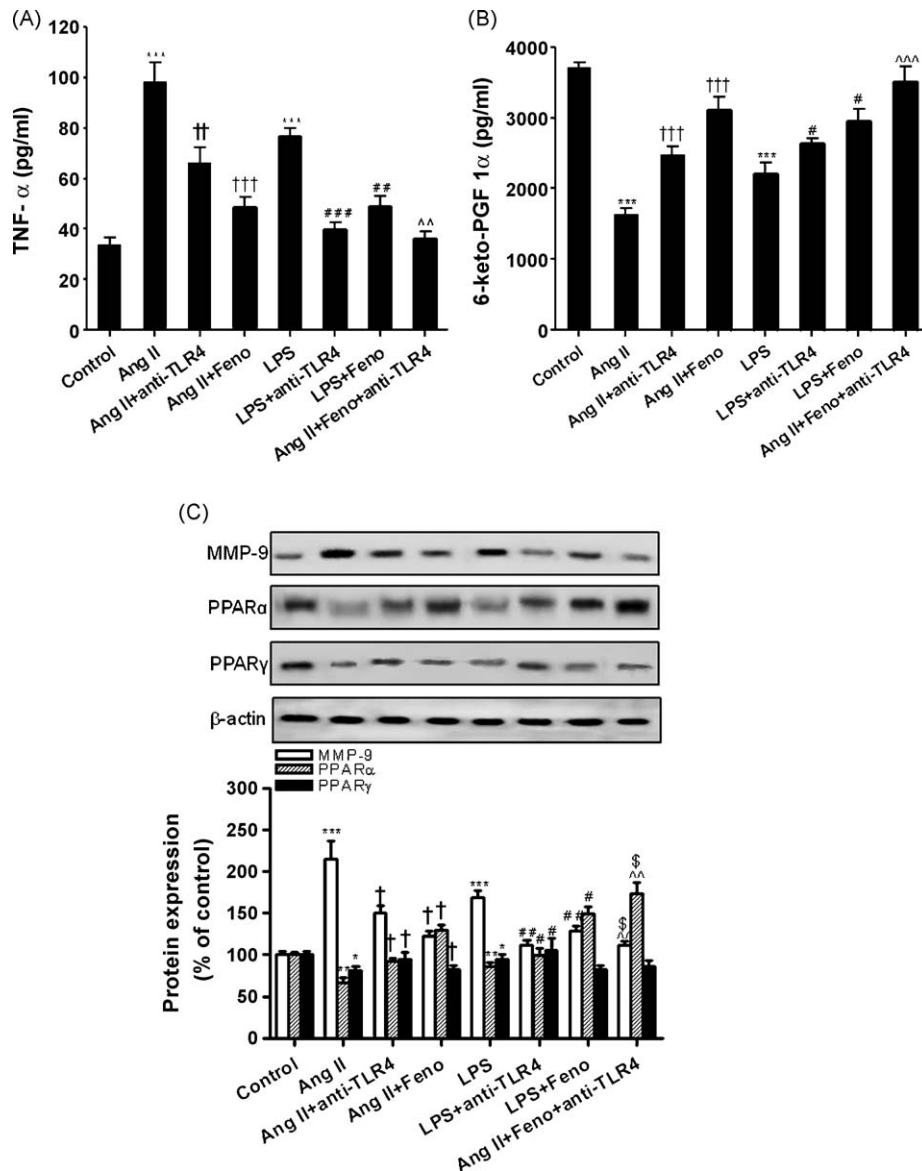 (A)
120
100
80
60
40
20
0
TNF- α (pg/ml)
***
††
†††
***
###
##
^^
Control
Ang II
Ang II+anti-TLR4
Ang II+Feno
LPS
LPS+anti-TLR4
LPS+Feno
Ang II+Feno+anti-TLR4
(B)
4000
3000
2000
1000
0
6-keto-PGF 1α (pg/ml)
***
†††
†††
***
#
#
^^^
Control
Ang II
Ang II+anti-TLR4
Ang II+Feno
LPS
LPS+anti-TLR4
LPS+Feno
Ang II+Feno+anti-TLR4
(C)
MMP-9
PPARα
PPARγ
β-actin
MMP-9
PPARα
PPARγ
300
250
200
150
100
50
0
Protein expression
(% of control)
***
**
*
†
†
†
†
†
†
***
**
*
##
#
#
##
#
$
^^
$
^^
Control
Ang II
Ang II+anti-TLR4
Ang II+Feno
LPS
LPS+anti-TLR4
LPS+Feno
Ang II+Feno+anti-TLR4